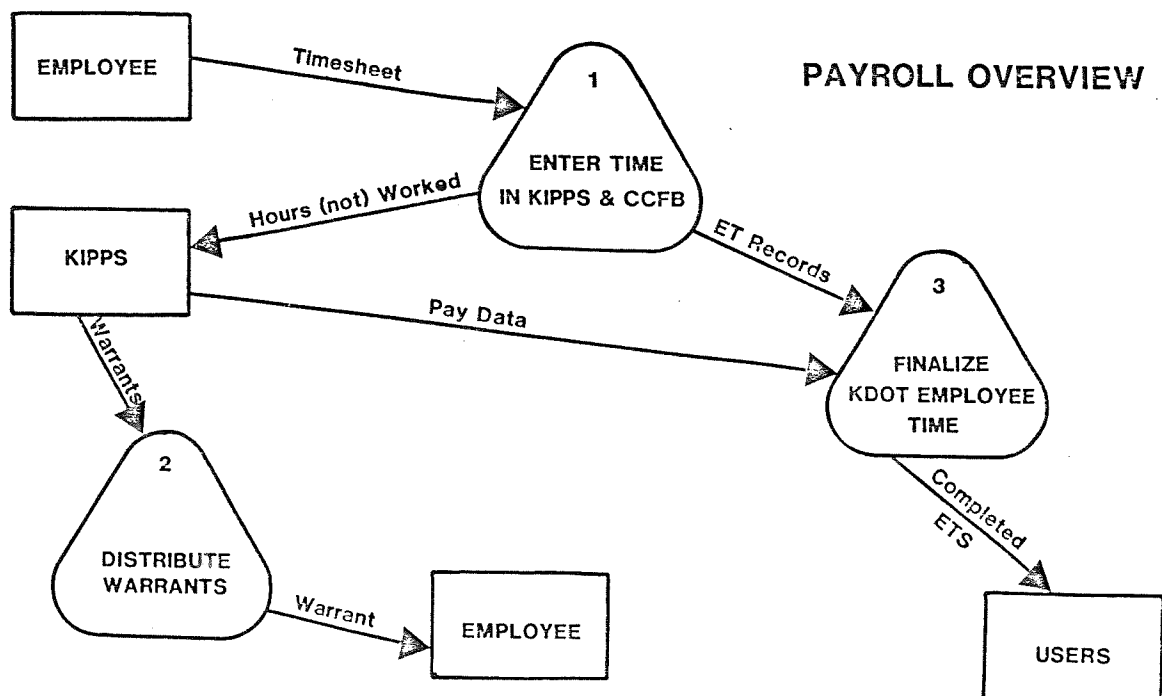 PAYROLL OVERVIEW
EMPLOYEE
Timesheet
1
ENTER TIME
IN KIPPS & CCFB
Hours (not) Worked
KIPPS
ET Records
Pay Data
3
FINALIZE
KDOT EMPLOYEE
TIME
Warrants
2
DISTRIBUTE
WARRANTS
Warrant
EMPLOYEE
Completed
ETS
USERS